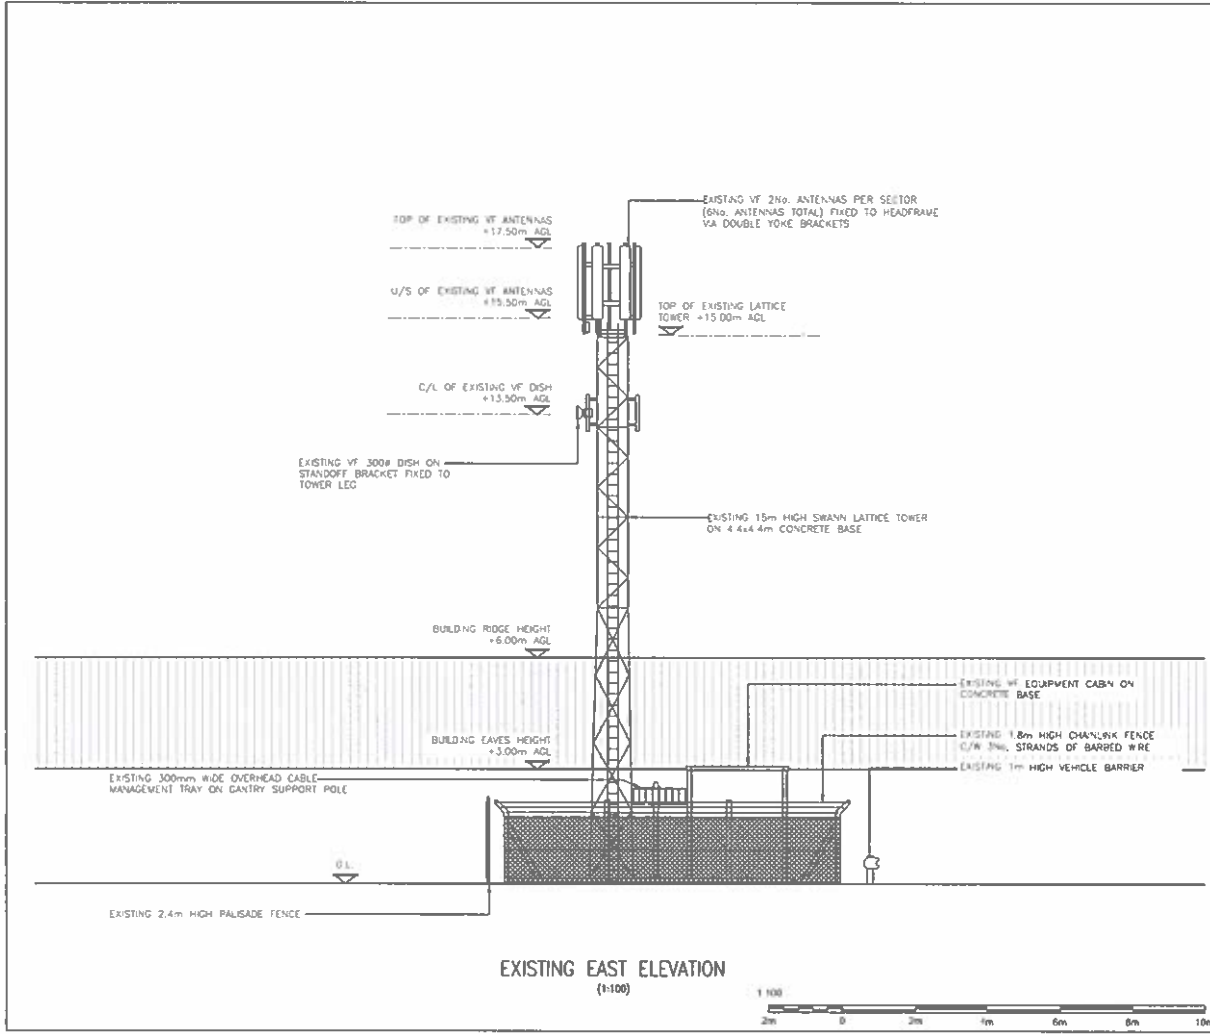 EXISTING VF 2No. ANTENNAS PER SECTOR
(6No. ANTENNAS TOTAL) FIXED TO HEADFRAME
VIA DOUBLE YOKE BRACKETS
TOP OF EXISTING VF ANTENNAS
+17.50m AGL
U/S OF EXISTING VF ANTENNAS
+15.50m AGL
TOP OF EXISTING LATTICE
TOWER +15.00m AGL
C/L OF EXISTING VF DISH
+13.50m AGL
EXISTING VF 300ø DISH ON
STANDOFF BRACKET FIXED TO
TOWER LEG
EXISTING 15m HIGH SWANN LATTICE TOWER
ON 4.4x4.4m CONCRETE BASE
BUILDING RIDGE HEIGHT
+6.00m AGL
EXISTING VF EQUIPMENT CABIN ON
CONCRETE BASE
BUILDING EAVES HEIGHT
+3.00m AGL
EXISTING 1.8m HIGH CHAINLINK FENCE
C/W 3No. STRANDS OF BARBED WIRE
EXISTING 1m HIGH VEHICLE BARRIER
EXISTING 300mm WIDE OVERHEAD CABLE
MANAGEMENT TRAY ON GANTRY SUPPORT POLE
G.L.
EXISTING 2.4m HIGH PALISADE FENCE
EXISTING EAST ELEVATION
(1:100)
1:100
2m 0 2m 4m 6m 8m 10m